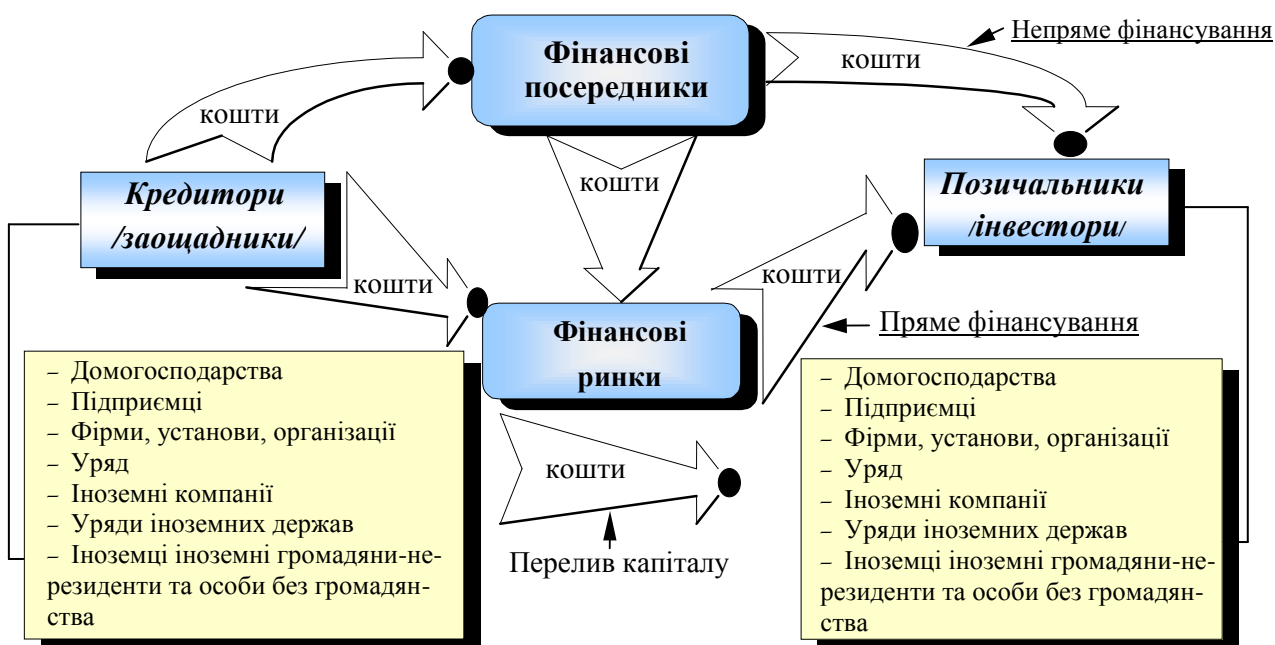 Непряме фінансування
Фінансові
посередники
кошти
кошти
кошти
Кредитори
/заощадники/
Позичальники
/інвестори/
кошти
кошти
Фінансові
ринки
Пряме фінансування
– Домогосподарства
– Підприємці
– Фірми, установи, організації
– Уряд
– Іноземні компанії
– Уряди іноземних держав
– Іноземці іноземні громадяни-не-
резиденти та особи без громадян-
ства
кошти
Перелив капіталу
– Домогосподарства
– Підприємці
– Фірми, установи, організації
– Уряд
– Іноземні компанії
– Уряди іноземних держав
– Іноземці іноземні громадяни-не-
резиденти та особи без громадян-
ства